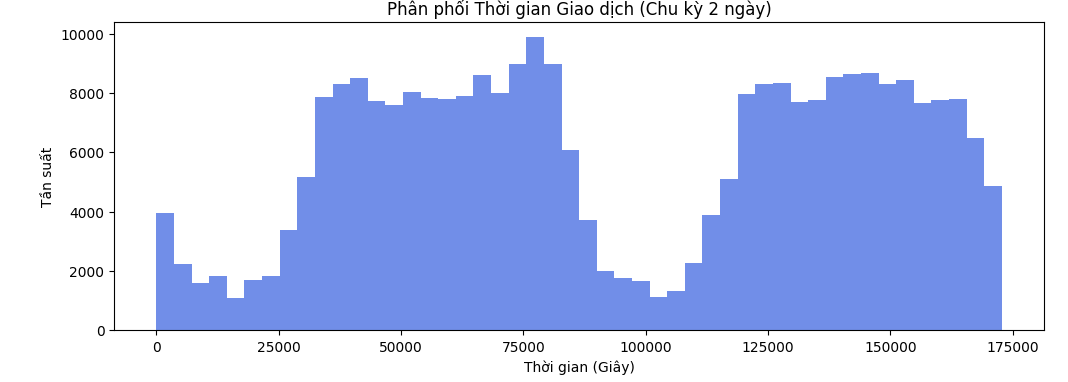 Phân phối Thời gian Giao dịch (Chu kỳ 2 ngày)
10000
8000
6000
4000
2000
0
Tần suất
0 25000 50000 75000 100000 125000 150000 175000
Thời gian (Giây)